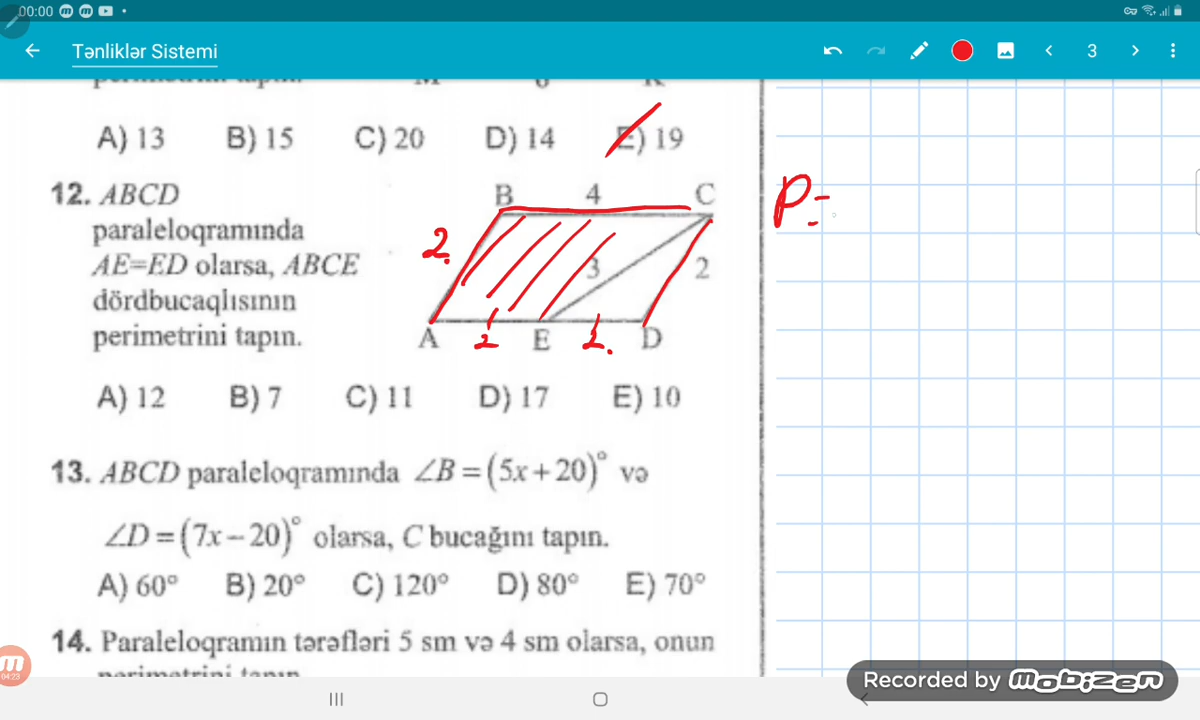 00:00
Tənliklər Sistemi
3
A) 13 B) 15 C) 20 D) 14 E) 19
12. ABCD
paraleloqramında
AE=ED olarsa, ABCE
dördbucaqlısının
perimetrini tapın.
B 4 C
2. 3 2
A 2 E 2. D
P=
A) 12 B) 7 C) 11 D) 17 E) 10
13. ABCD paraleloqramında ∠B=(5x+20)° və
∠D=(7x-20)° olarsa, C bucağını tapın.
A) 60° B) 20° C) 120° D) 80° E) 70°
14. Paraleloqramın tərəfləri 5 sm və 4 sm olarsa, onun
perimetrini tapın
m
04:23
Recorded by mobizen